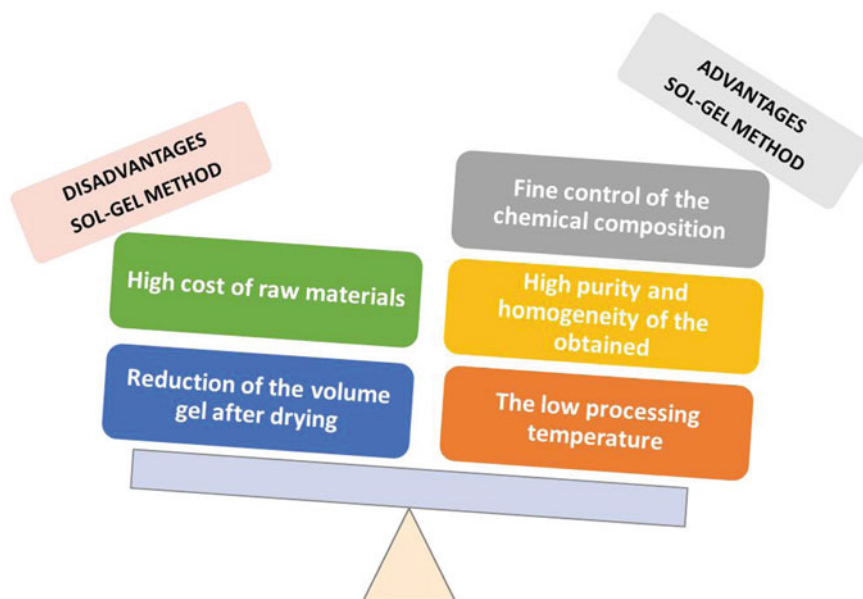 DISADVANTAGES
SOL-GEL METHOD
High cost of raw materials
Reduction of the volume
gel after drying
ADVANTAGES
SOL-GEL METHOD
Fine control of the
chemical composition
High purity and
homogeneity of the
obtained
The low processing
temperature